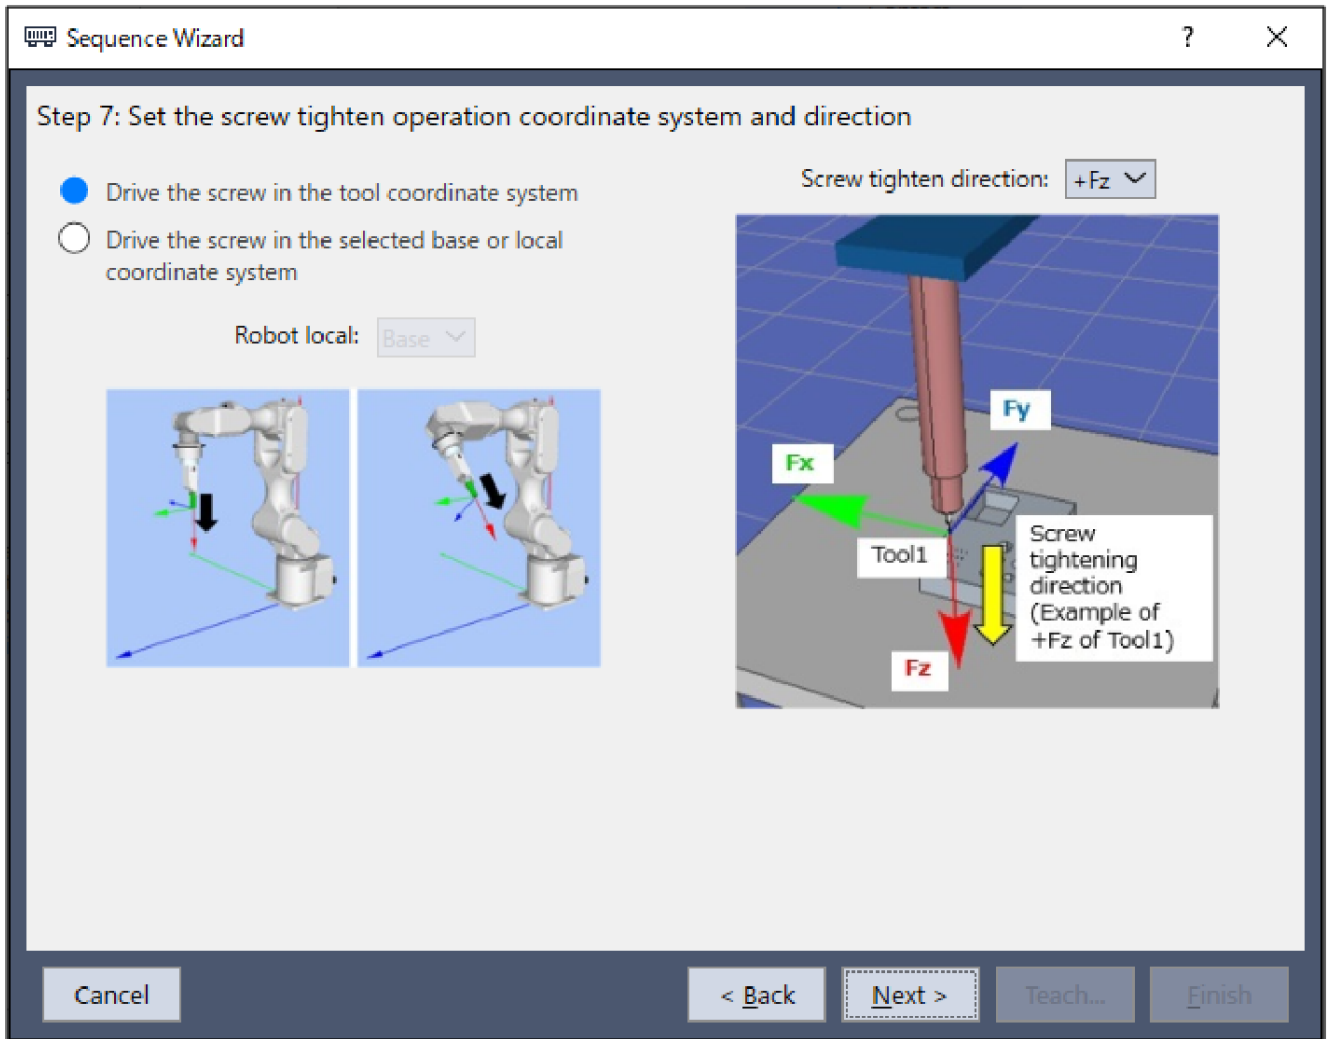 Sequence Wizard
?
Step 7: Set the screw tighten operation coordinate system and direction
Drive the screw in the tool coordinate system
Drive the screw in the selected base or local
coordinate system
Robot local:
Base
Screw tighten direction:
+Fz
Fy
Fx
Tool1
Screw
tightening
direction
(Example of
+Fz of Tool1)
Fz
Cancel
< Back
Next >
Teach...
Finish